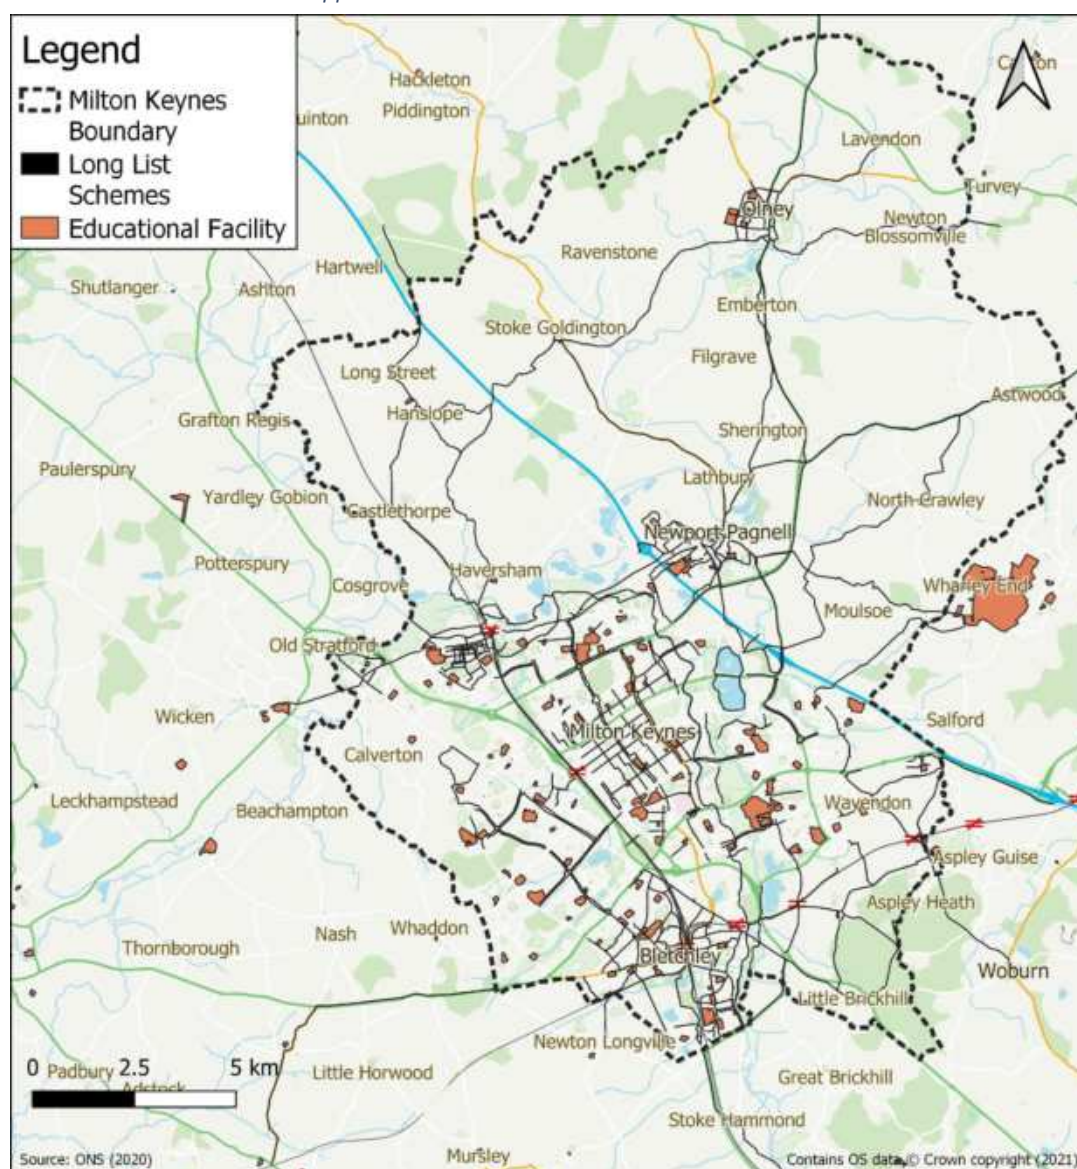 Legend
Milton Keynes
Boundary
Long List
Schemes
Educational Facility
Hackleton
Piddington
Lavendon
Turvey
Olney
Newton
Blossomville
Ravenstone
Hartwell
Shutlanger
Ashton
Emberton
Stoke Goldington
Filgrave
Long Street
Astwood
Hanslope
Grafton Regis
Sherington
Paulerspury
Lathbury
Yardley Gobion
North Crawley
Castlethorpe
Newport Pagnell
Potterspury
Haversham
Cosgrove
Wharley End
Moulsoe
Old Stratford
Wicken
Salford
Milton Keynes
Calverton
Leckhampstead
Beachampton
Wavendon
Aspley Guise
Aspley Heath
Whaddon
Nash
Thornborough
Bletchley
Woburn
Little Brickhill
Newton Longville
0 2.5 5 km
Padbury
Adstock
Little Horwood
Great Brickhill
Stoke Hammond
Mursley
Source: ONS (2020)
Contains OS data © Crown copyright (2021)